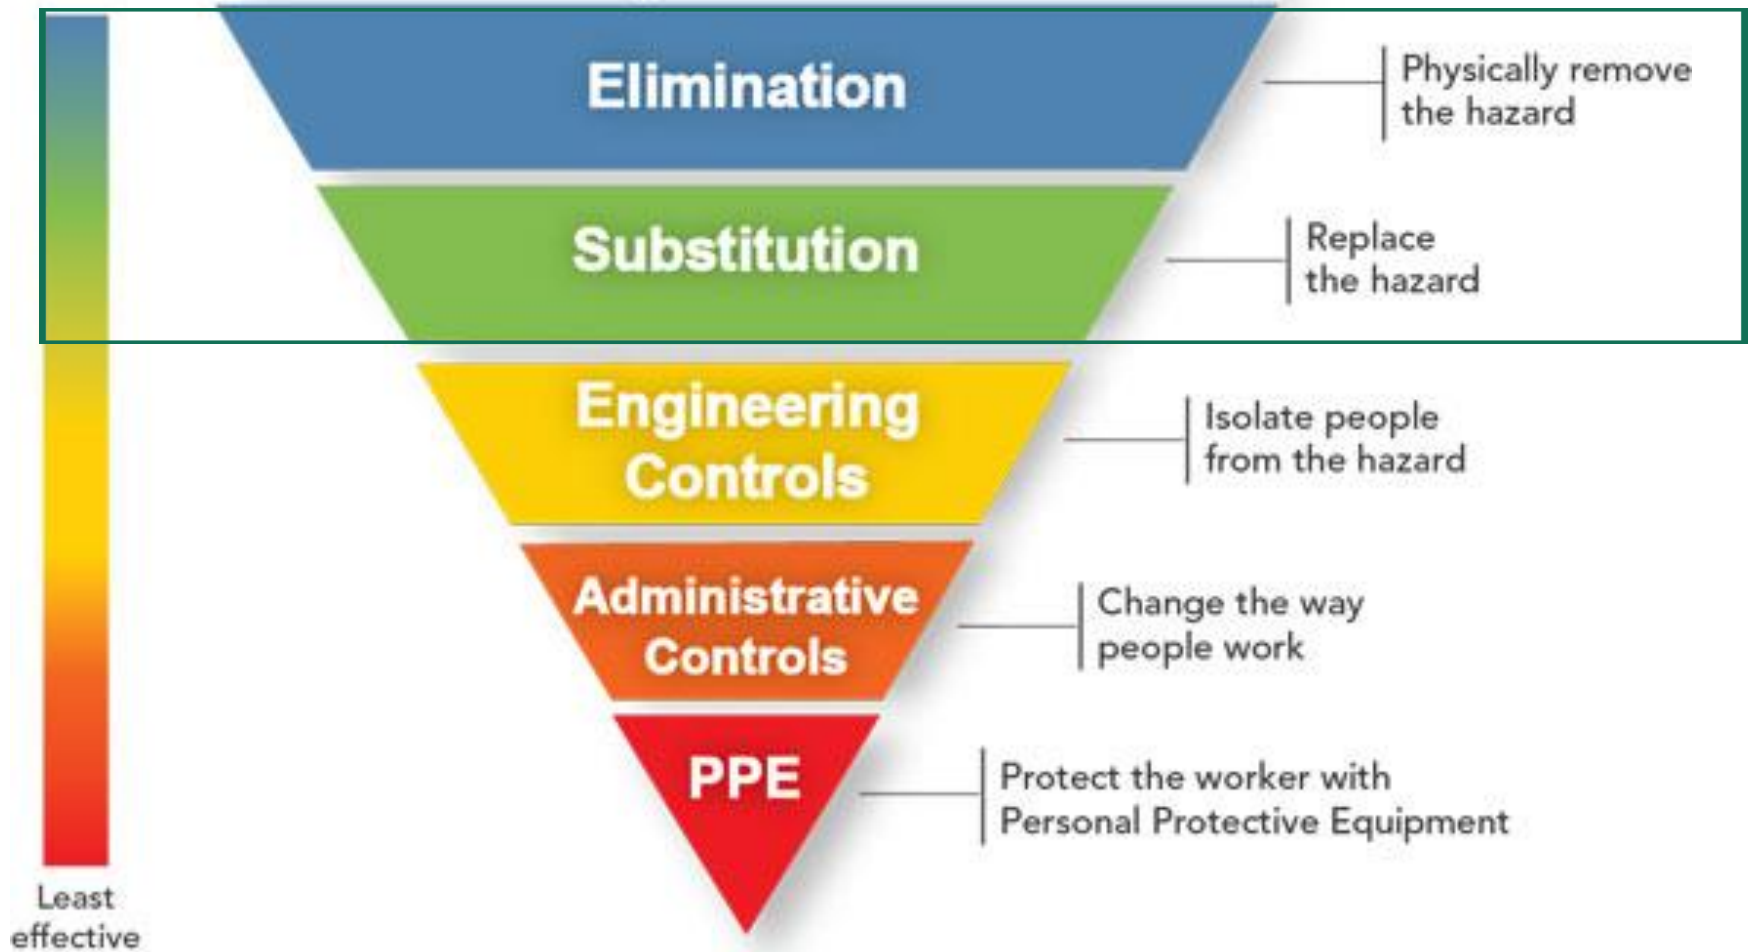 Elimination
Physically remove
the hazard
Substitution
Replace
the hazard
Engineering
Controls
Isolate people
from the hazard
Administrative
Controls
Change the way
people work
PPE
Protect the worker with
Personal Protective Equipment
Least
effective